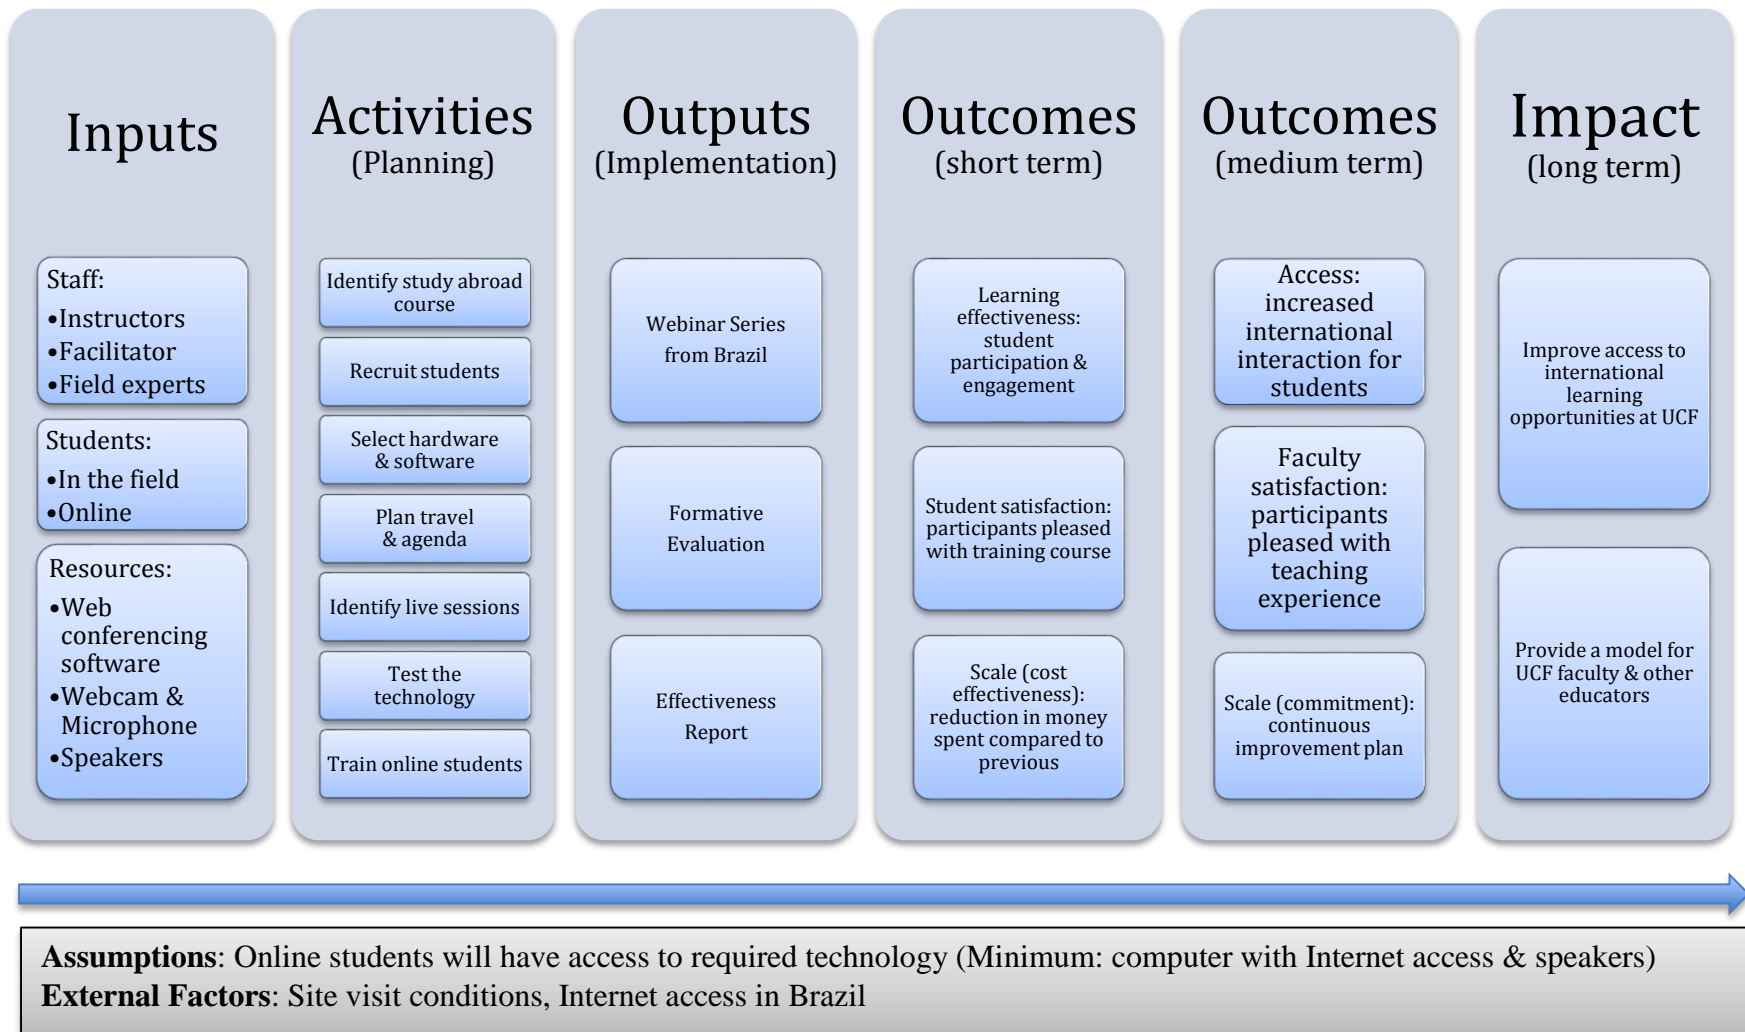 Inputs
Staff:
•Instructors
•Facilitator
•Field experts
Students:
•In the field
•Online
Resources:
•Web
conferencing
software
•Webcam &
Microphone
•Speakers
Activities
(Planning)
Identify study abroad
course
Recruit students
Select hardware
& software
Plan travel
& agenda
Identify live sessions
Test the
technology
Train online students
Outputs
(Implementation)
Webinar Series
from Brazil
Formative
Evaluation
Effectiveness
Report
Outcomes
(short term)
Learning
effectiveness:
student
participation &
engagement
Student satisfaction:
participants pleased
with training course
Scale (cost
effectiveness):
reduction in money
spent compared to
previous
Outcomes
(medium term)
Access:
increased
international
interaction for
students
Faculty
satisfaction:
participants
pleased with
teaching
experience
Scale (commitment):
continuous
improvement plan
Impact
(long term)
Improve access to
international
learning
opportunities at UCF
Provide a model for
UCF faculty & other
educators
Assumptions: Online students will have access to required technology (Minimum: computer with Internet access & speakers)
External Factors: Site visit conditions, Internet access in Brazil